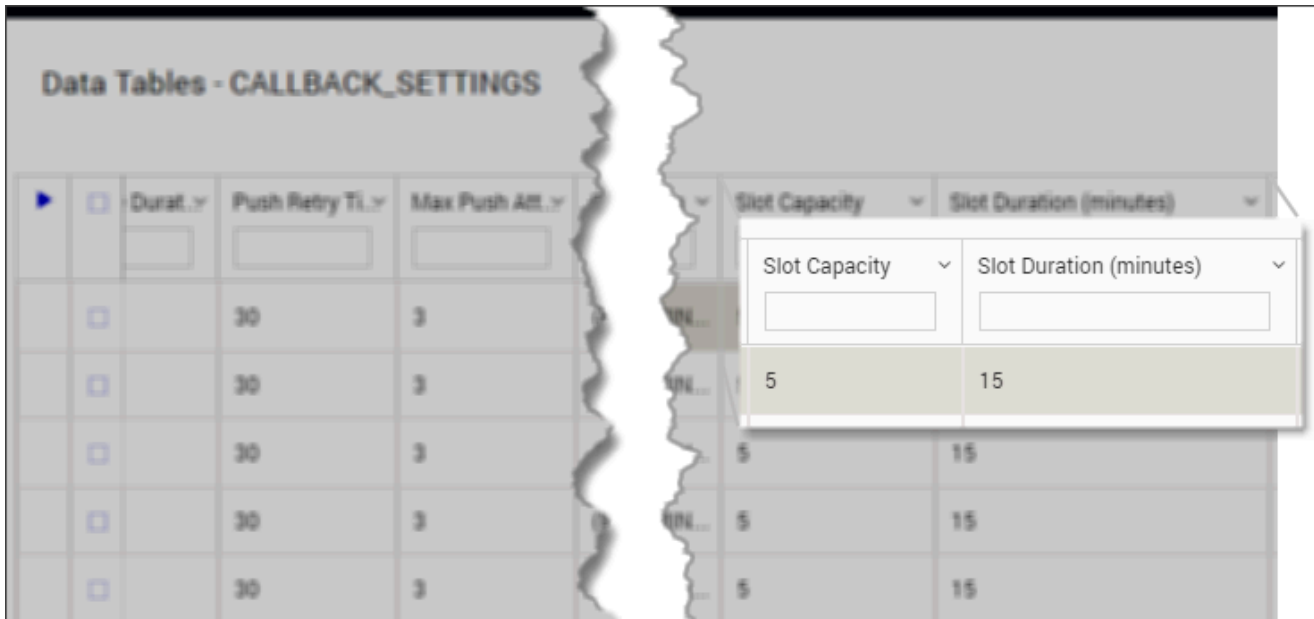 Data Tables - CALLBACK_SETTINGS
Durat.. Push Retry Ti.. Max Push Att.. Slot Capacity Slot Duration (minutes)
Slot Capacity Slot Duration (minutes)
30 3
5 15
30 3
30 3 5 15
30 3 5 15
30 3 5 15